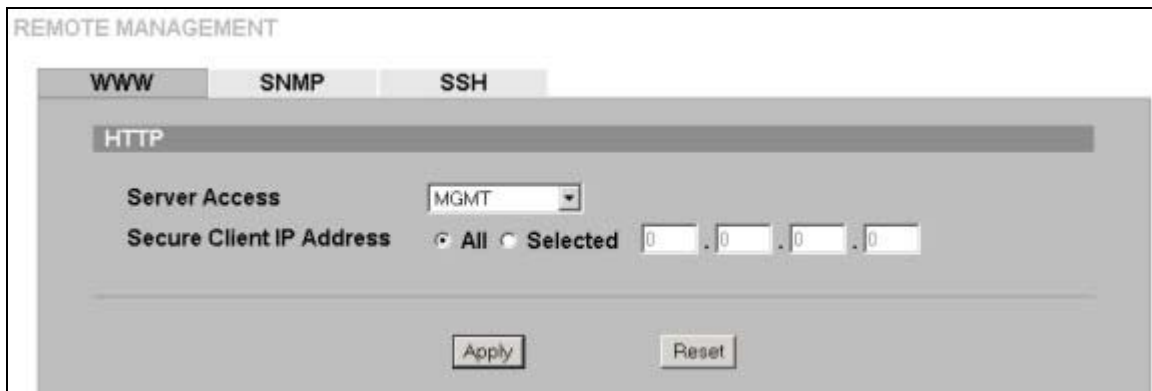 REMOTE MANAGEMENT
WWW SNMP SSH
HTTP
Server Access MGMT
Secure Client IP Address All Selected 0 . 0 . 0 . 0
Apply Reset